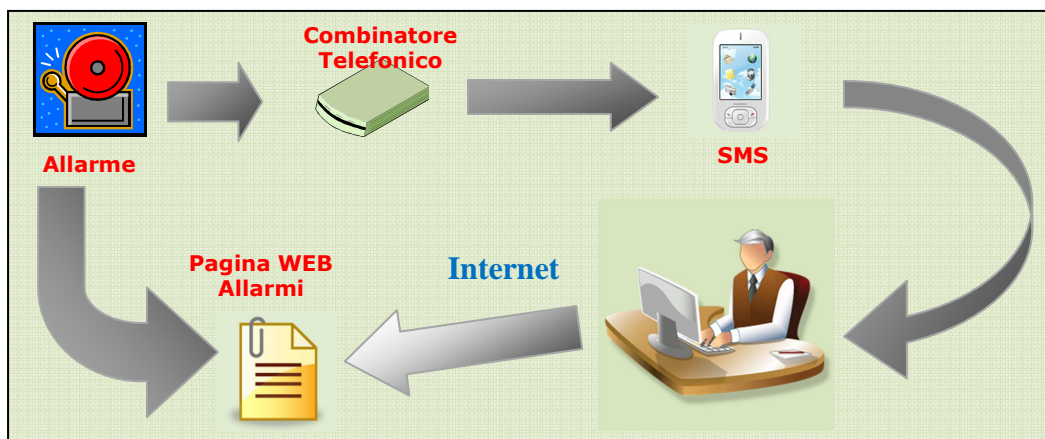 Combinatore
Telefonico
Allarme
SMS
Pagina WEB
Allarmi
Internet